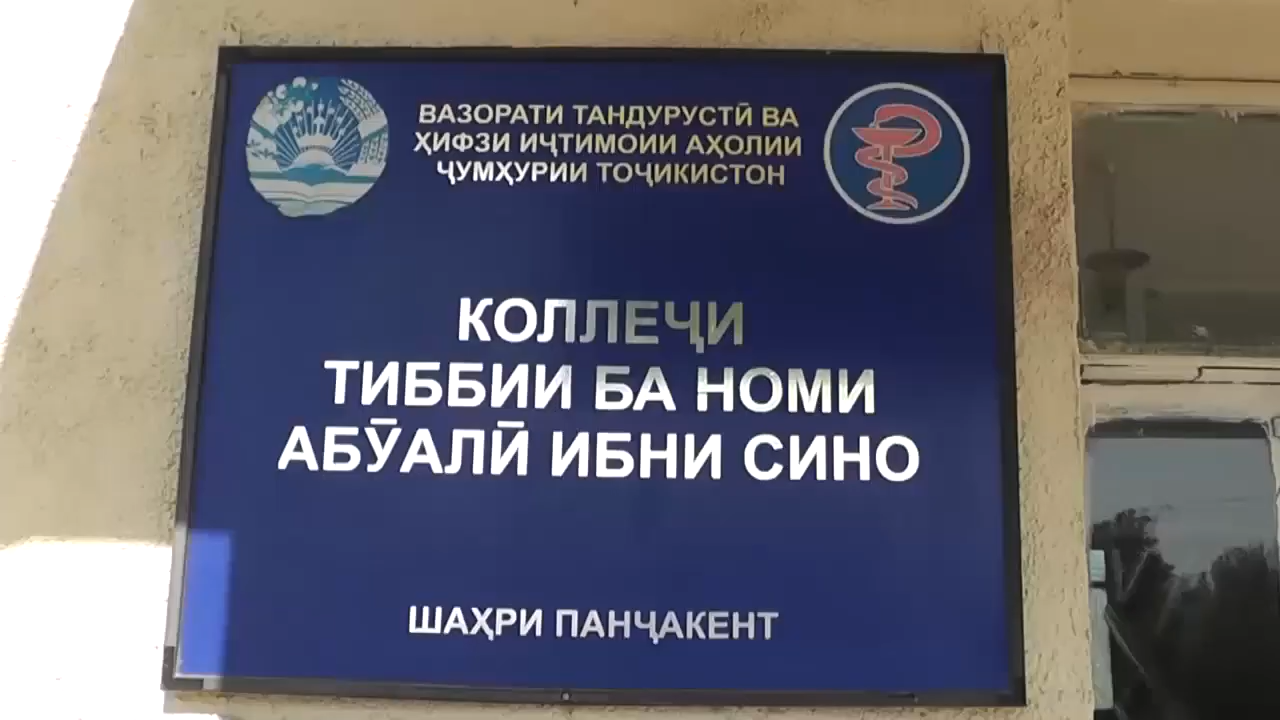 ВАЗОРАТИ ТАНДУРУСТӢ ВА
ҲИФЗИ ИҶТИМОИИ АҲОЛИИ
ҶУМҲУРИИ ТОҶИКИСТОН
КОЛЛЕҶИ
ТИББИИ БА НОМИ
АБӮАЛӢ ИБНИ СИНО
ШАҲРИ ПАНҶАКЕНТ